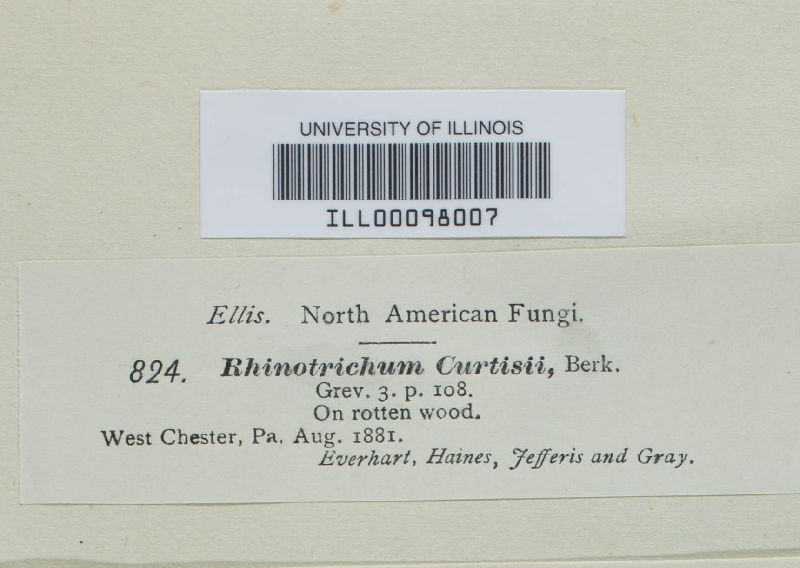 UNIVERSITY OF ILLINOIS
ILL00098007
Ellis. North American Fungi.
824. Rhinotrichum Curtisii, Berk.
Grev. 3. p. 108.
On rotten wood.
West Chester, Pa. Aug. 1881.
Everhart, Haines, Jefferis and Gray.